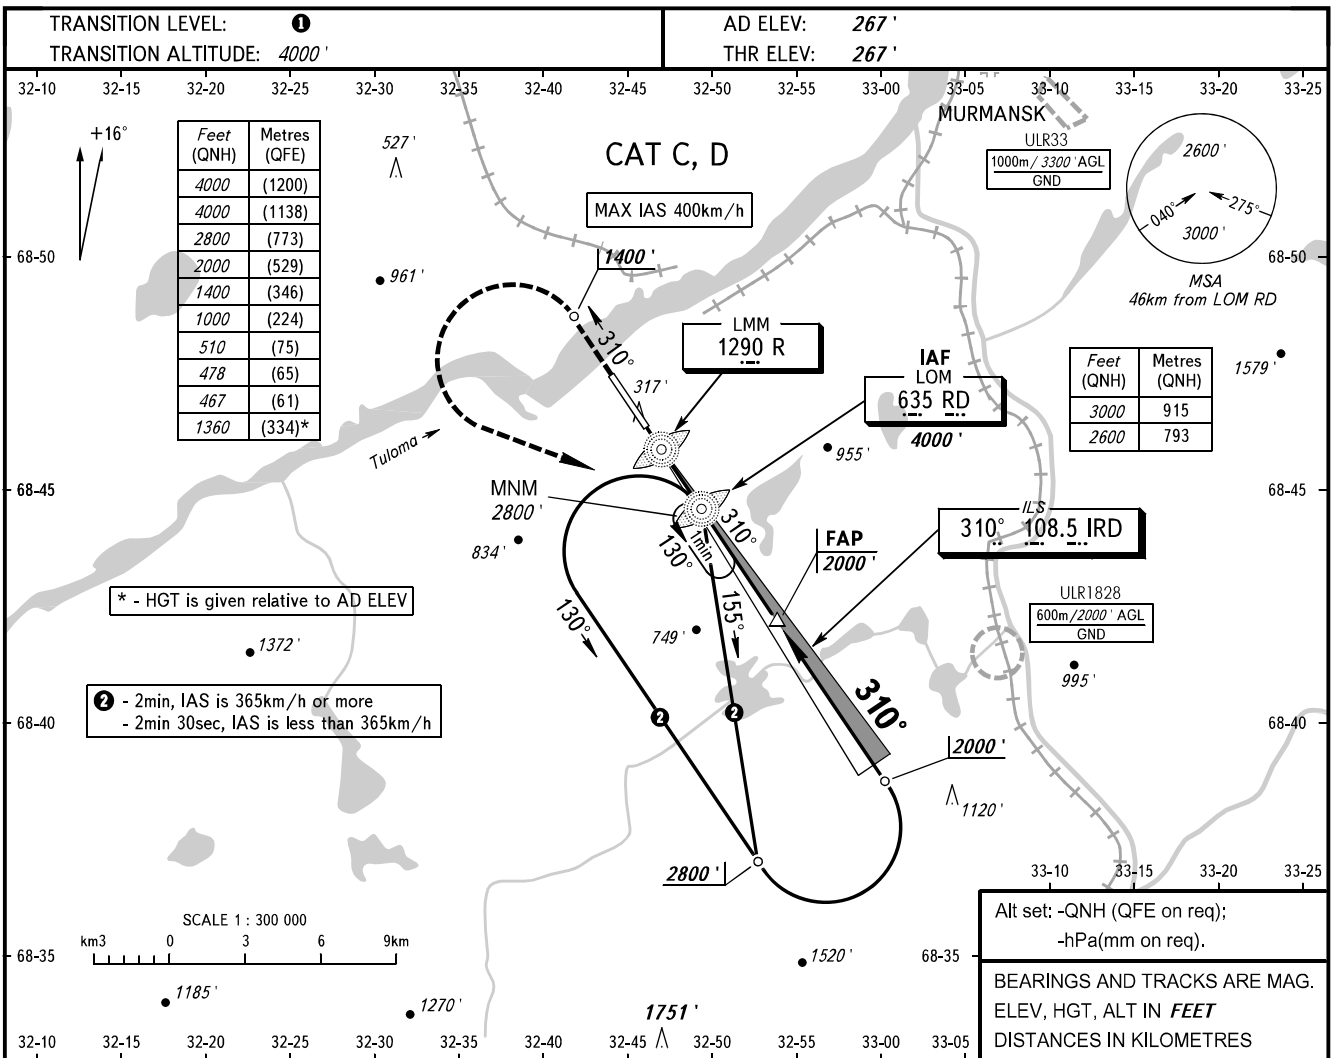 TRANSITION LEVEL: ❶
TRANSITION ALTITUDE: 4000'
AD ELEV: 267'
THR ELEV: 267'
32-10 32-15 32-20 32-25 32-30 32-35 32-40 32-45 32-50 32-55 33-00 33-05 33-10 33-15 33-20 33-25
+16°
Feet (QNH) Metres (QFE)
4000 (1200)
4000 (1138)
2800 (773)
2000 (529)
1400 (346)
1000 (224)
510 (75)
478 (65)
467 (61)
1360 (334)*
527'
CAT C, D
MAX IAS 400km/h
MURMANSK
ULR33
1000m/3300'AGL
GND
2600'
040°
275°
3000'
MSA
46km from LOM RD
68-50
68-50
961'
1400'
310°
317'
LMM
1290 R
IAF
LOM
635 RD
4000'
Feet (QNH) Metres (QNH)
3000 915
2600 793
1579'
Tuloma
955'
68-45
68-45
MNM
2800'
834'
310°
130°
1min
ILS
310° 108.5 IRD
FAP
2000'
* - HGT is given relative to AD ELEV
130°
155°
749'
ULR1828
600m/2000' AGL
GND
1372'
995'
❷ - 2min, IAS is 365km/h or more
- 2min 30sec, IAS is less than 365km/h
310°
❷
❷
68-40
68-40
2000'
1120'
2800'
33-10 33-15 33-20 33-25
SCALE 1 : 300 000
km3 0 3 6 9km
Alt set: -QNH (QFE on req);
-hPa(mm on req).
68-35
68-35
1520'
1185'
1270'
1751'
BEARINGS AND TRACKS ARE MAG.
ELEV, HGT, ALT IN FEET
DISTANCES IN KILOMETRES
32-10 32-15 32-20 32-25 32-30 32-35 32-40 32-45 32-50 32-55 33-00 33-05